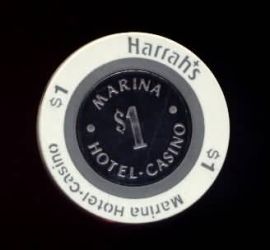 Harrah's
$1
Marina Hotel-Casino
$1
MARINA
$1
HOTEL-CASINO